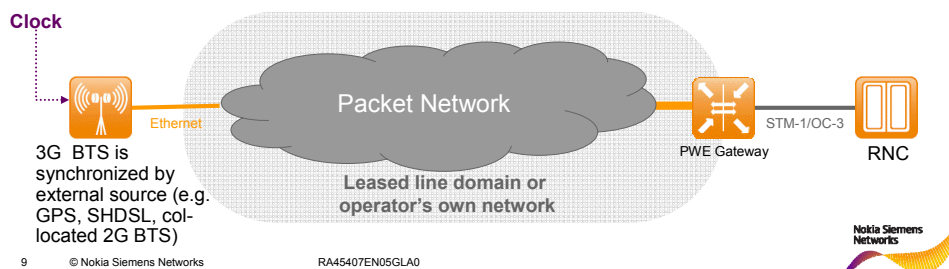 Clock
Packet Network
Ethernet
STM-1/OC-3
PWE Gateway
RNC
3G BTS is
synchronized by
external source (e.g.
GPS, SHDSL, col-
located 2G BTS)
Leased line domain or
operator's own network
Nokia Siemens
Networks
9 © Nokia Siemens Networks RA45407EN05GLA0